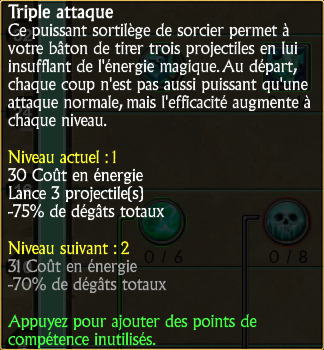 Triple attaque
Ce puissant sortilège de sorcier permet à
votre bâton de tirer trois projectiles en lui
insufflant de l'énergie magique. Au départ,
chaque coup n'est pas aussi puissant qu'une
attaque normale, mais l'efficacité augmente à
chaque niveau.
Niveau actuel : 1
30 Coût en énergie
Lance 3 projectile(s)
-75% de dégâts totaux
Niveau suivant : 2
31 Coût en énergie
-70% de dégâts totaux
0 / 6
0 / 8
Appuyez pour ajouter des points de
compétence inutilisés.